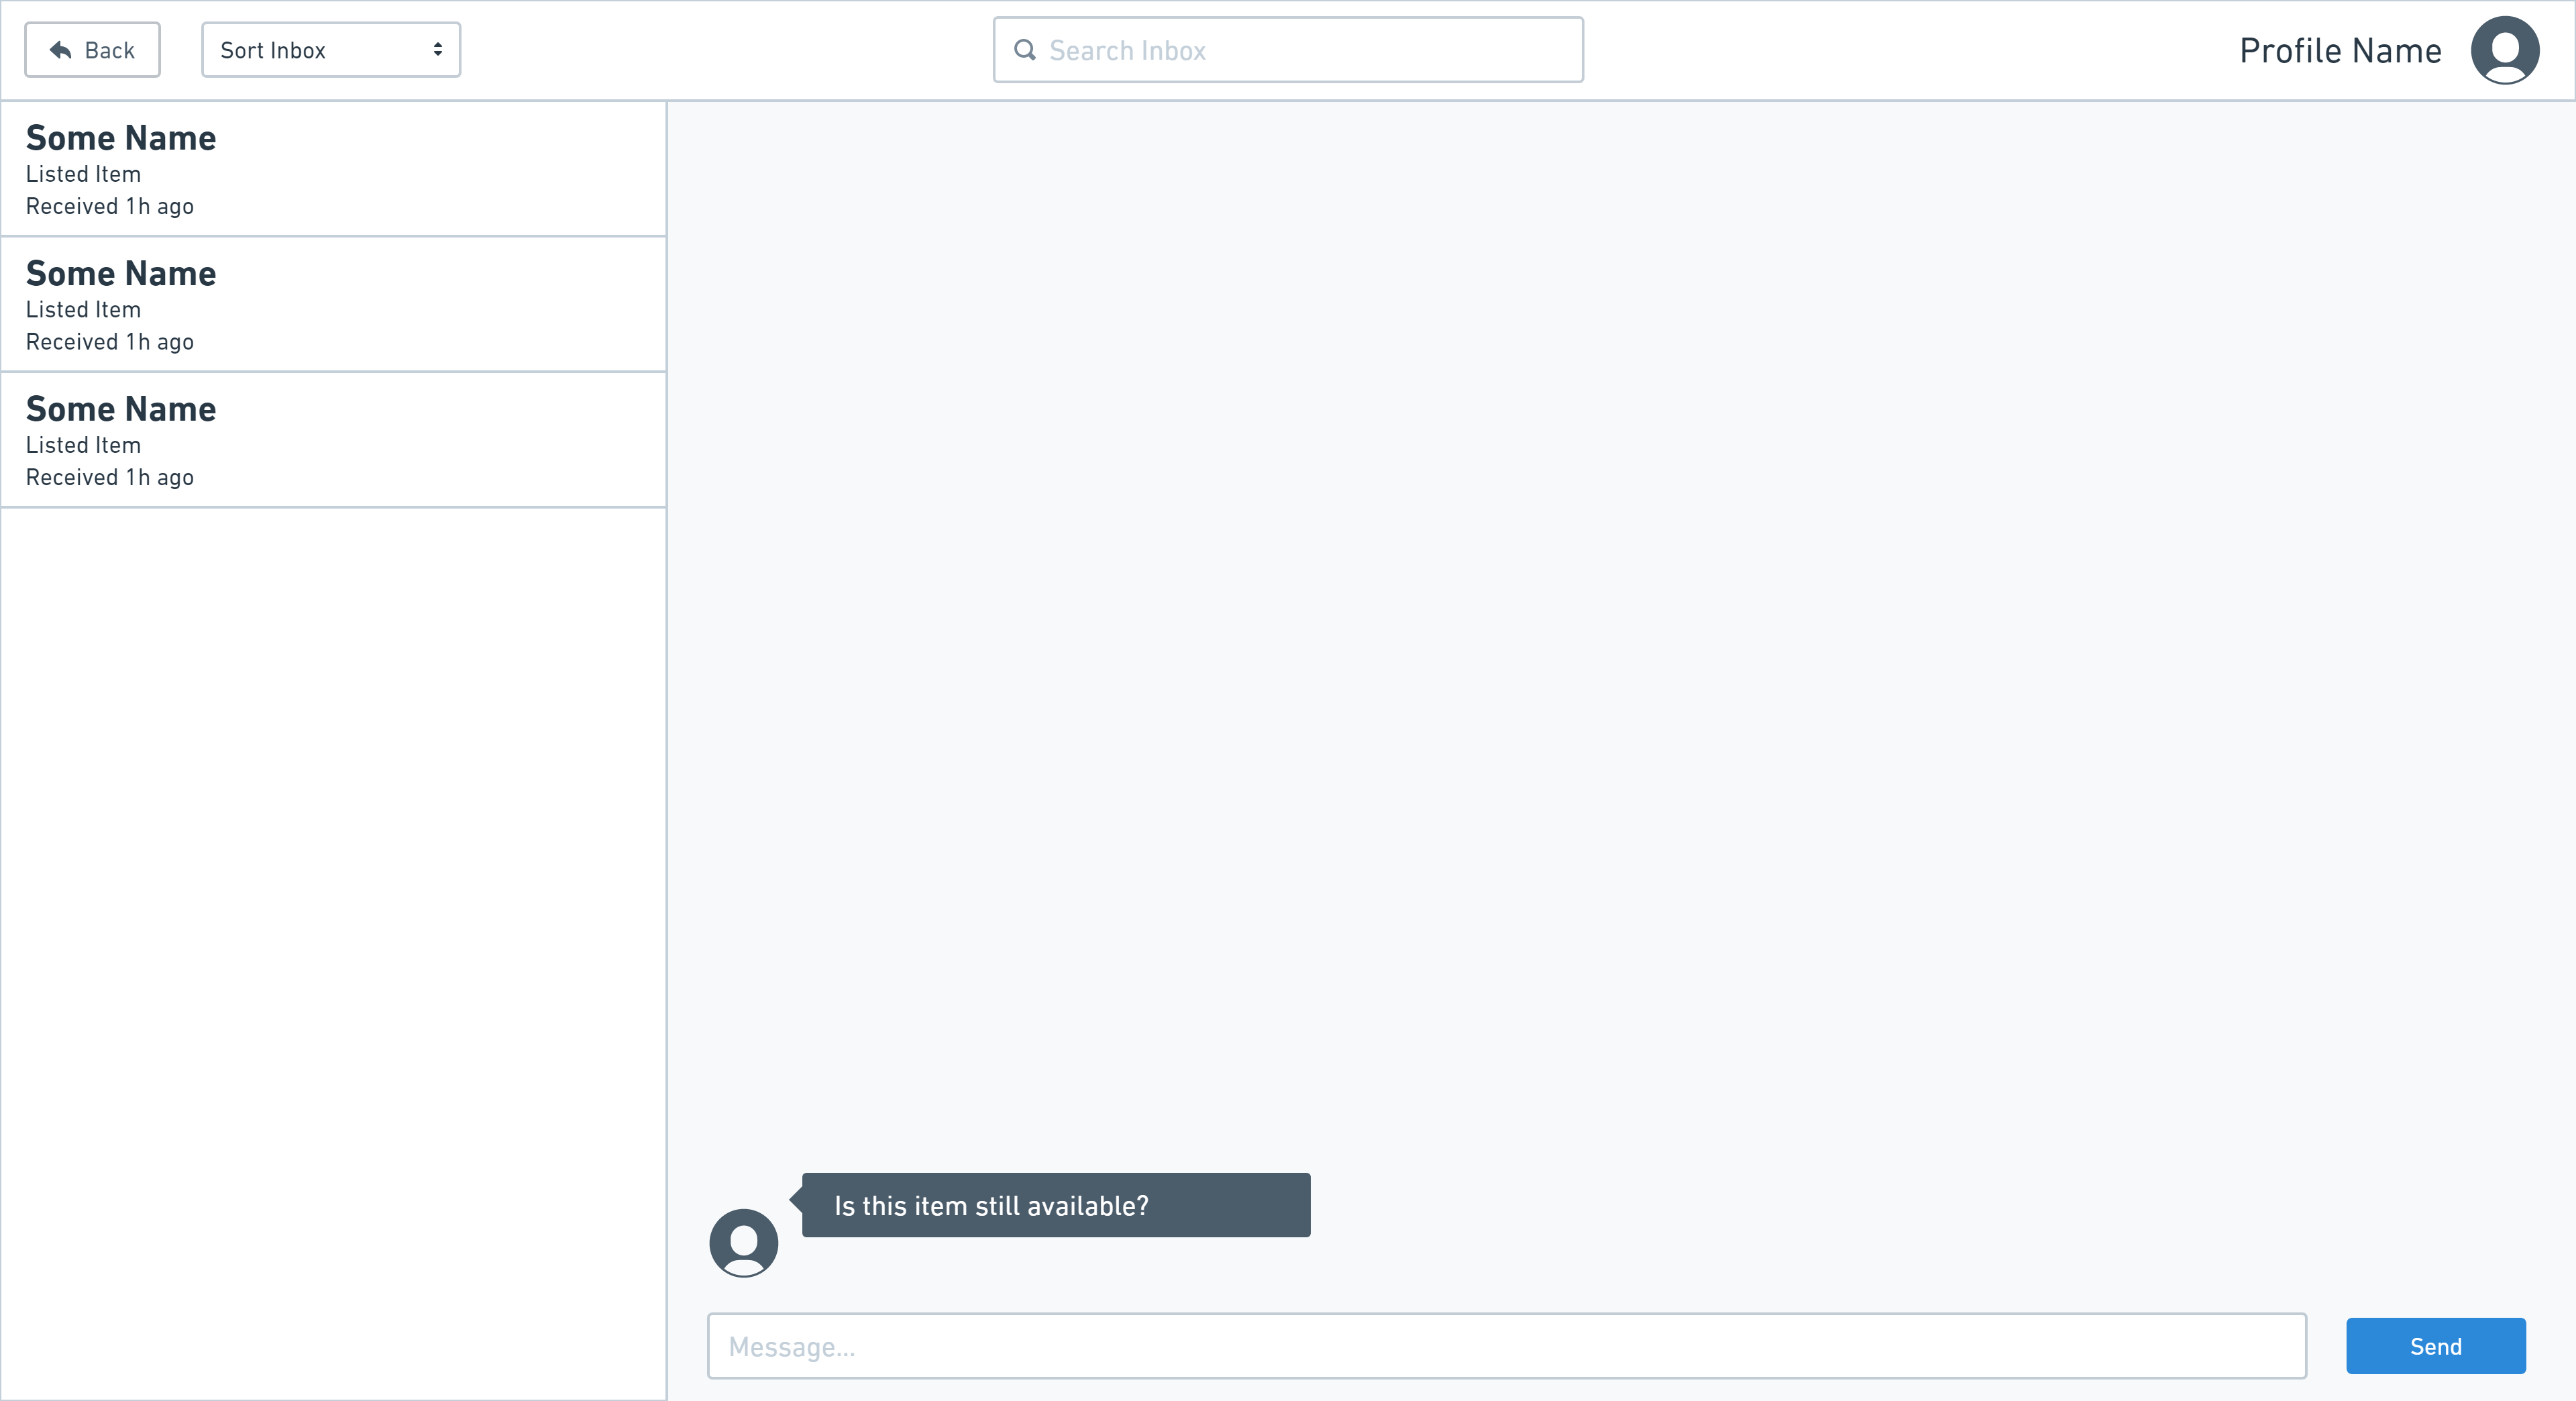 Back
Sort Inbox
Search Inbox
Profile Name
Some Name
Listed Item
Received 1h ago
Some Name
Listed Item
Received 1h ago
Some Name
Listed Item
Received 1h ago
Is this item still available?
Message...
Send